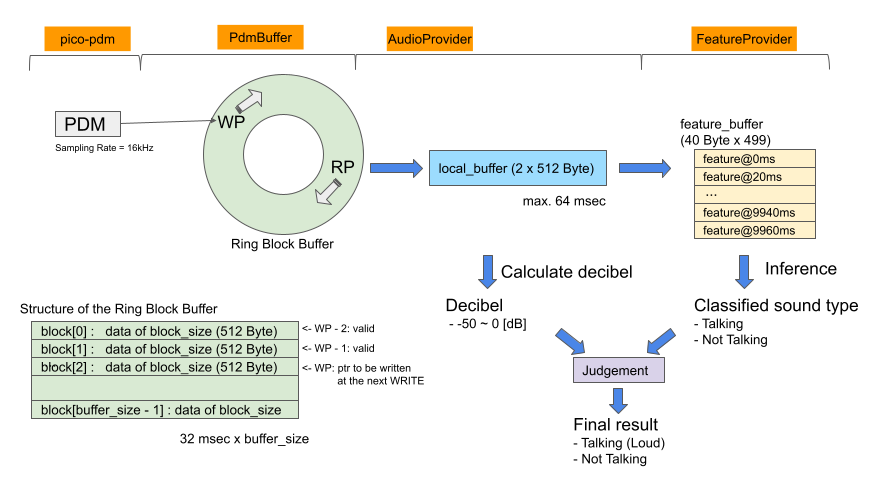 pico-pdm
PdmBuffer
AudioProvider
FeatureProvider
PDM
Sampling Rate = 16kHz
WP
RP
Ring Block Buffer
local_buffer (2 x 512 Byte)
max. 64 msec
feature_buffer
(40 Byte x 499)
feature@0ms
feature@20ms
...
feature@9940ms
feature@9960ms
Calculate decibel
Inference
Decibel
- -50 ~ 0 [dB]
Classified sound type
- Talking
- Not Talking
Judgement
Final result
- Talking (Loud)
- Not Talking
Structure of the Ring Block Buffer
block[0] : data of block_size (512 Byte)
<- WP - 2: valid
block[1] : data of block_size (512 Byte)
<- WP - 1: valid
block[2] : data of block_size (512 Byte)
<- WP: ptr to be written
at the next WRITE
block[buffer_size - 1] : data of block_size
32 msec x buffer_size